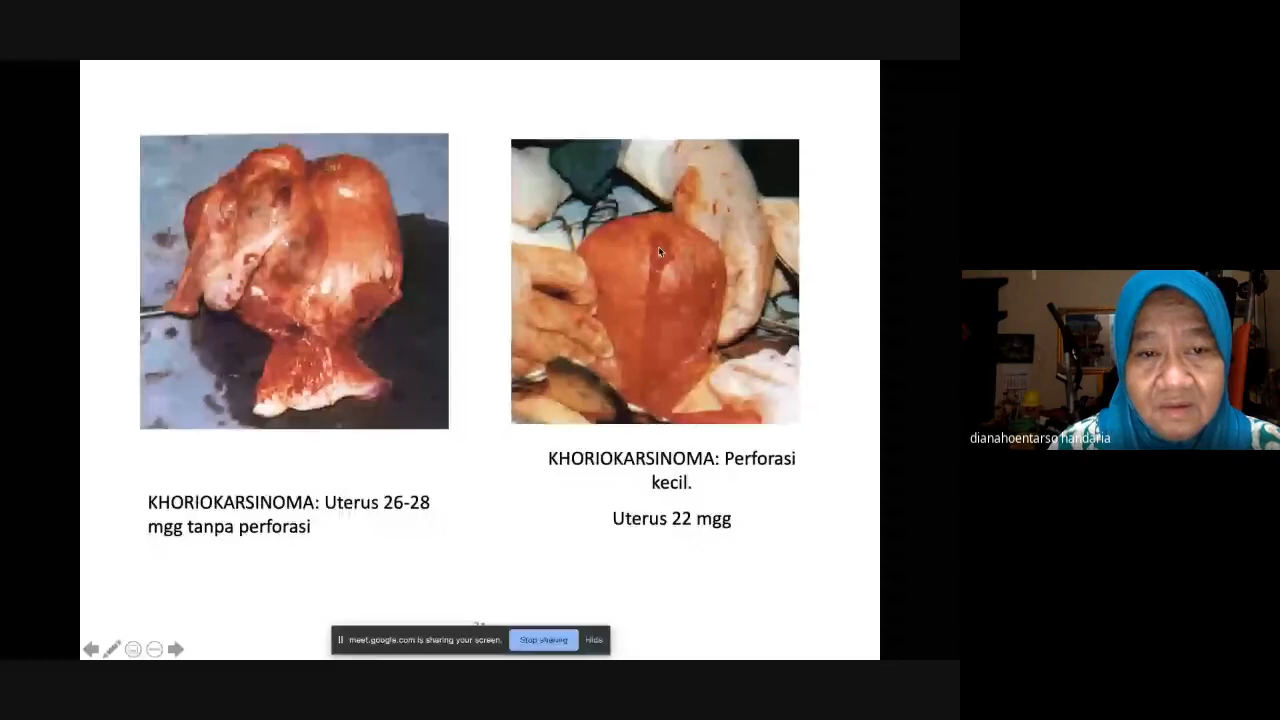 KHORIOKARSINOMA: Uterus 26-28
mgg tanpa perforasi
KHORIOKARSINOMA: Perforasi
kecil.
Uterus 22 mgg
meet.google.com is sharing your screen.
Stop sharing
Hide
dianahoentarso handaria